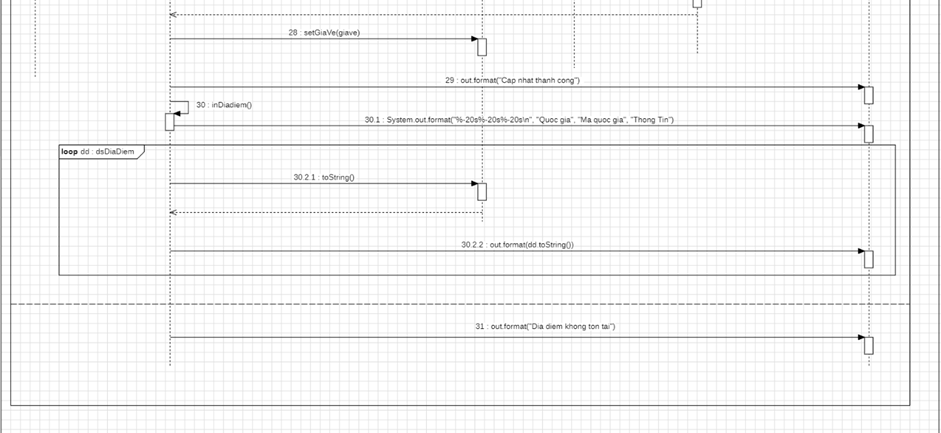 28 : setGiaVe(giave)
29 : out.format("Cap nhat thanh cong")
30 : inDiadiem()
30.1 : System.out.format("%-20s%-20s%-20s\n", "Quoc gia", "Ma quoc gia", "Thong Tin")
loop dd : dsDiaDiem
30.2.1 : toString()
30.2.2 : out.format(dd.toString())
31 : out.format("Dia diem khong ton tai")